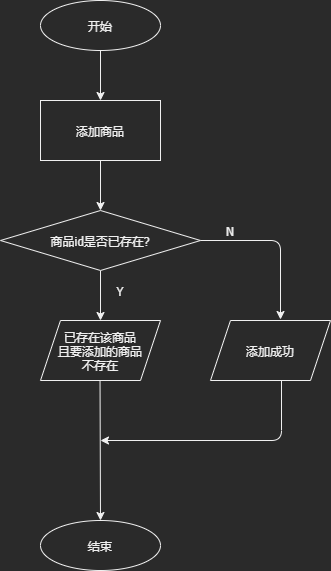 开始
添加商品
商品id是否已存在?
N
Y
已存在该商品
且要添加的商品
不存在
添加成功
结束